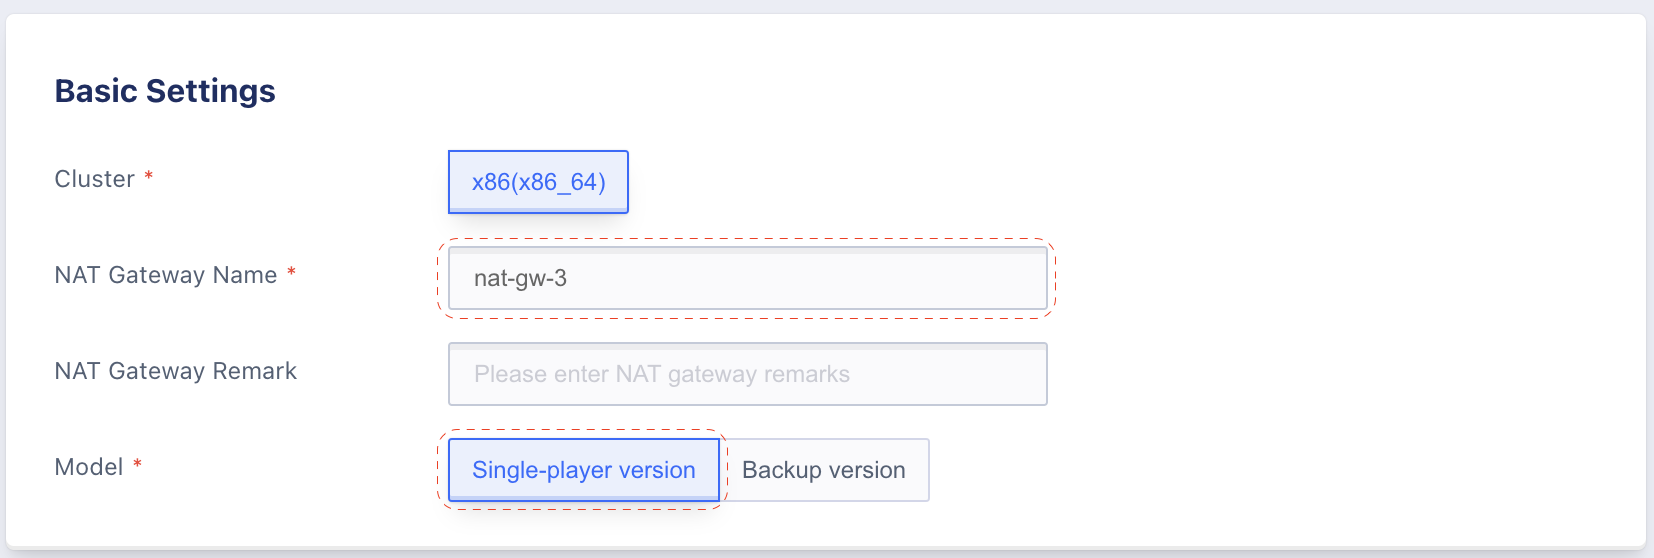 Basic Settings
Cluster *
x86(x86_64)
NAT Gateway Name *
nat-gw-3
NAT Gateway Remark
Please enter NAT gateway remarks
Model *
Single-player version
Backup version